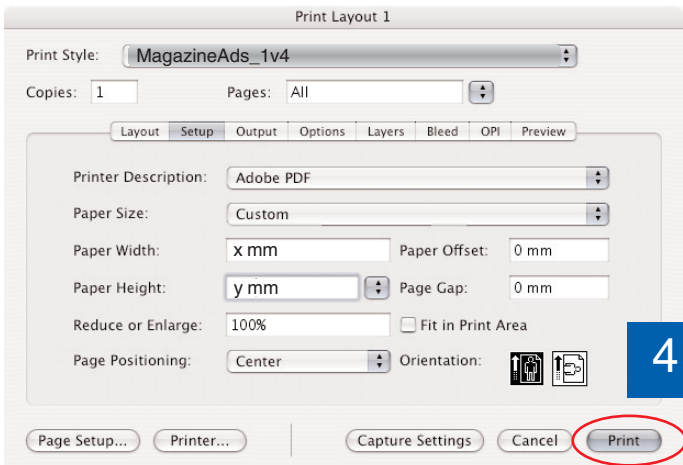 Print Layout 1
Print Style: MagazineAds_1v4
Copies: 1 Pages: All
Layout Setup Output Options Layers Bleed OPI Preview
Printer Description: Adobe PDF
Paper Size: Custom
Paper Width: x mm Paper Offset: 0 mm
Paper Height: y mm Page Gap: 0 mm
Reduce or Enlarge: 100% Fit in Print Area
Page Positioning: Center Orientation:
4
Page Setup... Printer... Capture Settings Cancel Print